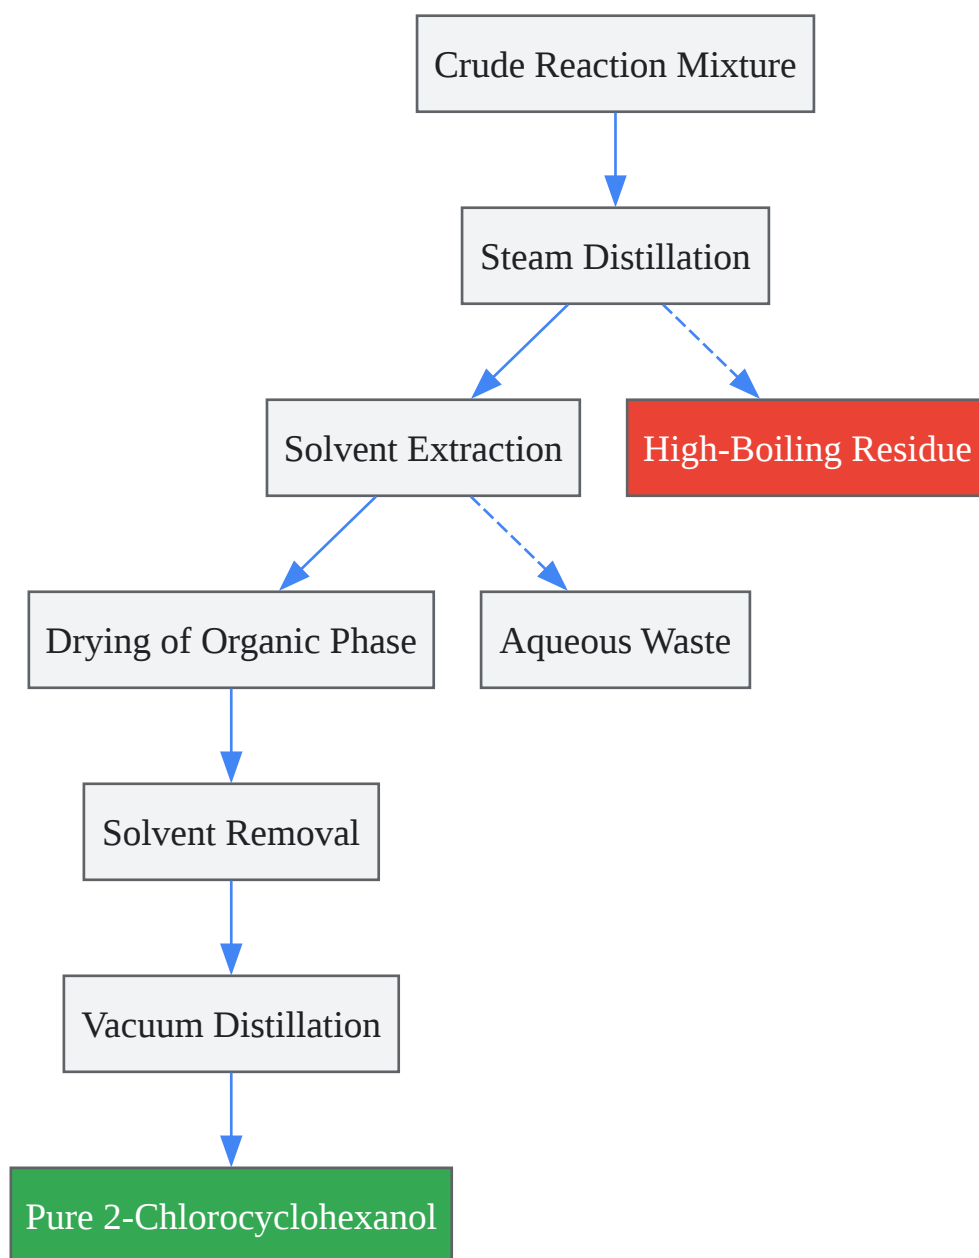 Crude Reaction Mixture
Steam Distillation
Solvent Extraction
High-Boiling Residue
Drying of Organic Phase
Aqueous Waste
Solvent Removal
Vacuum Distillation
Pure 2-Chlorocyclohexanol